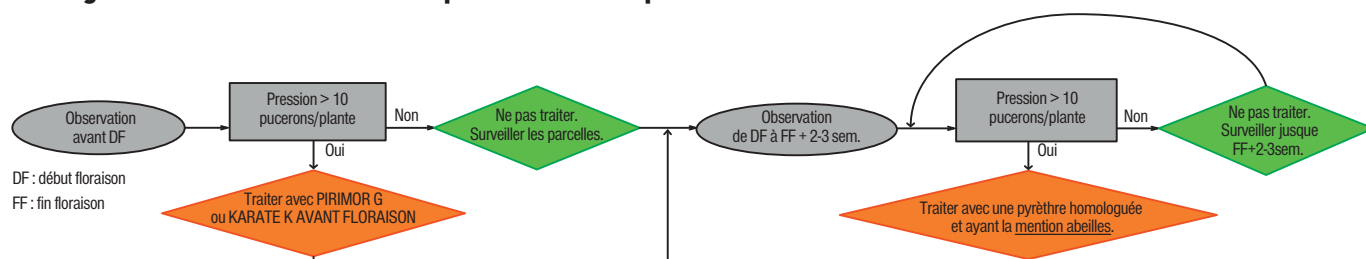 Observation
avant DF
Pression > 10
pucerons/plante
Non
Oui
Ne pas traiter.
Surveiller les parcelles.
Observation
de DF à FF + 2-3 sem.
Pression > 10
pucerons/plante
Non
Oui
Ne pas traiter.
Surveiller jusque
FF+2-3sem.
DF : début floraison
FF : fin floraison
Traiter avec PIRIMOR G
ou KARATE K AVANT FLORAISON
Traiter avec une pyrèthre homologuée
et ayant la mention abeilles.